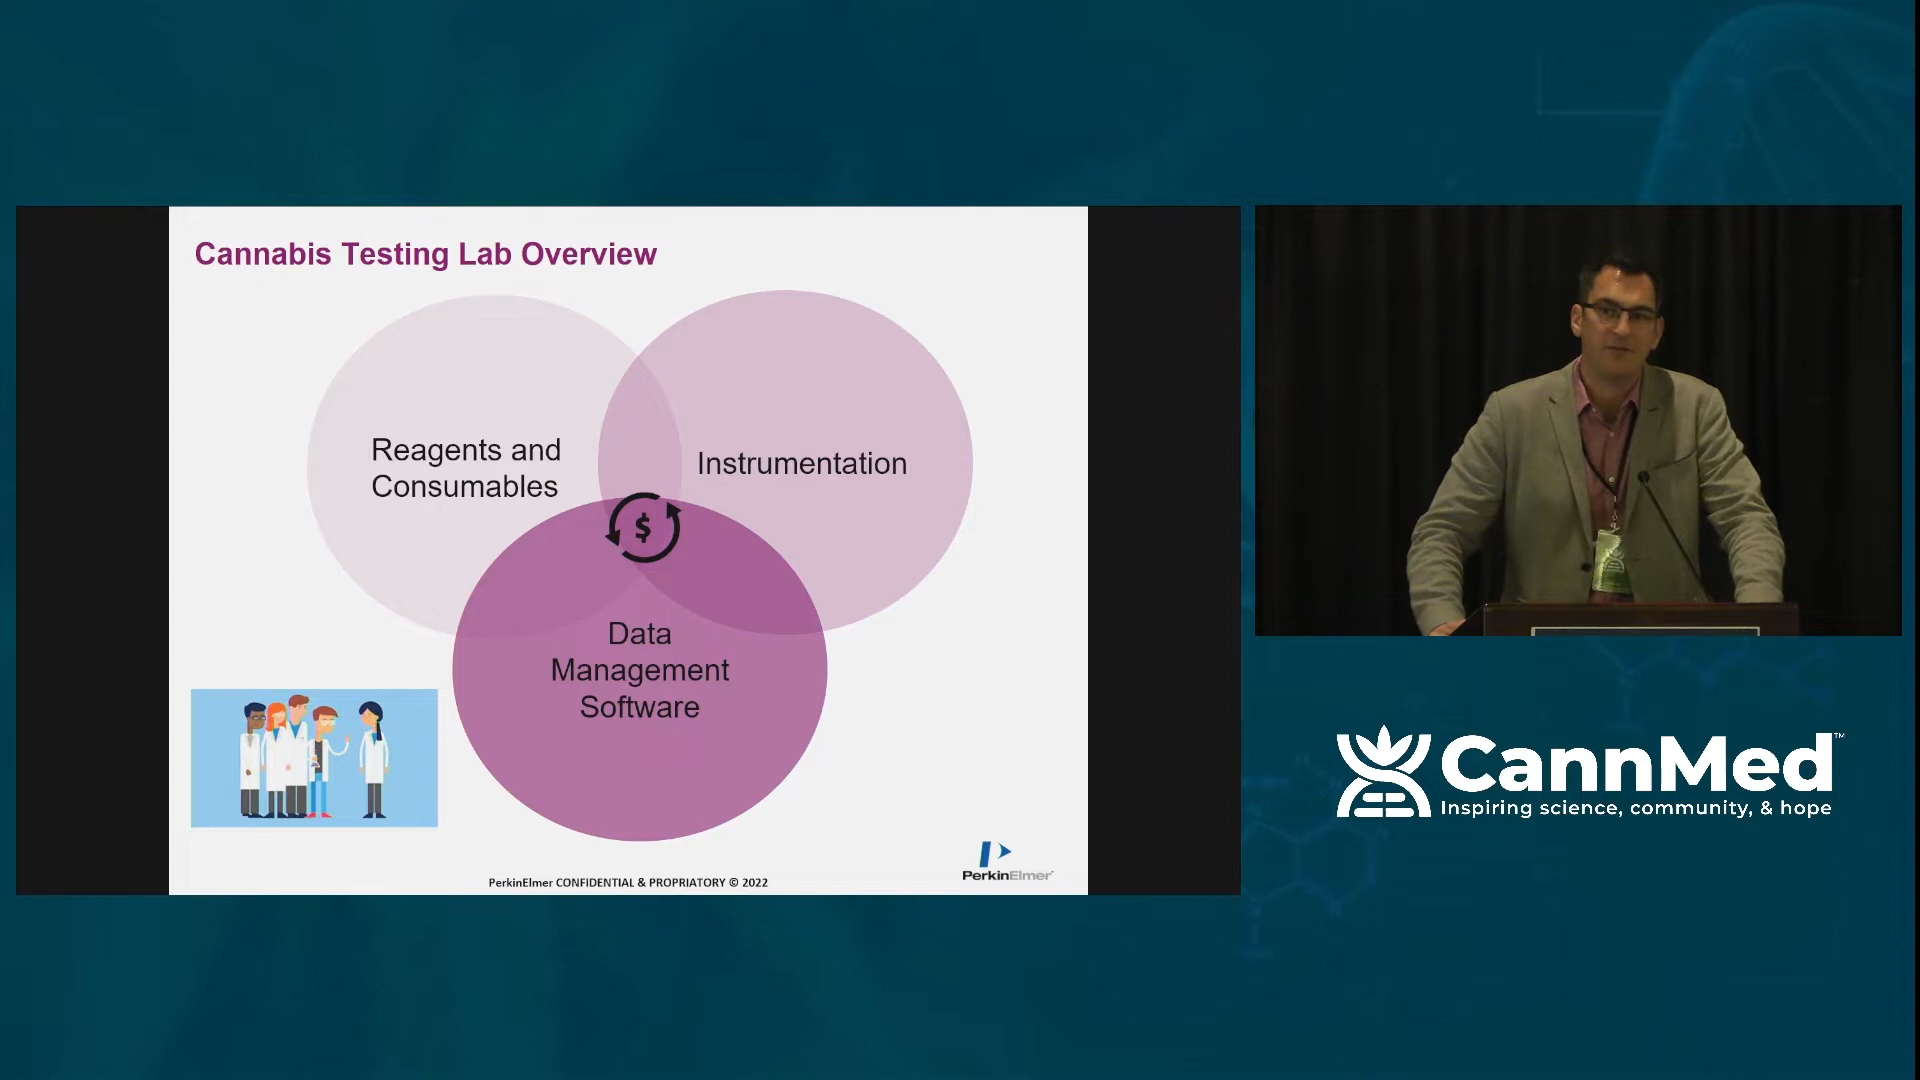 Cannabis Testing Lab Overview
Reagents and
Consumables
Instrumentation
$
Data
Management
Software
PerkinElmer CONFIDENTIAL & PROPRIATORY © 2022
PerkinElmer
CannMed™
Inspiring science, community, & hope